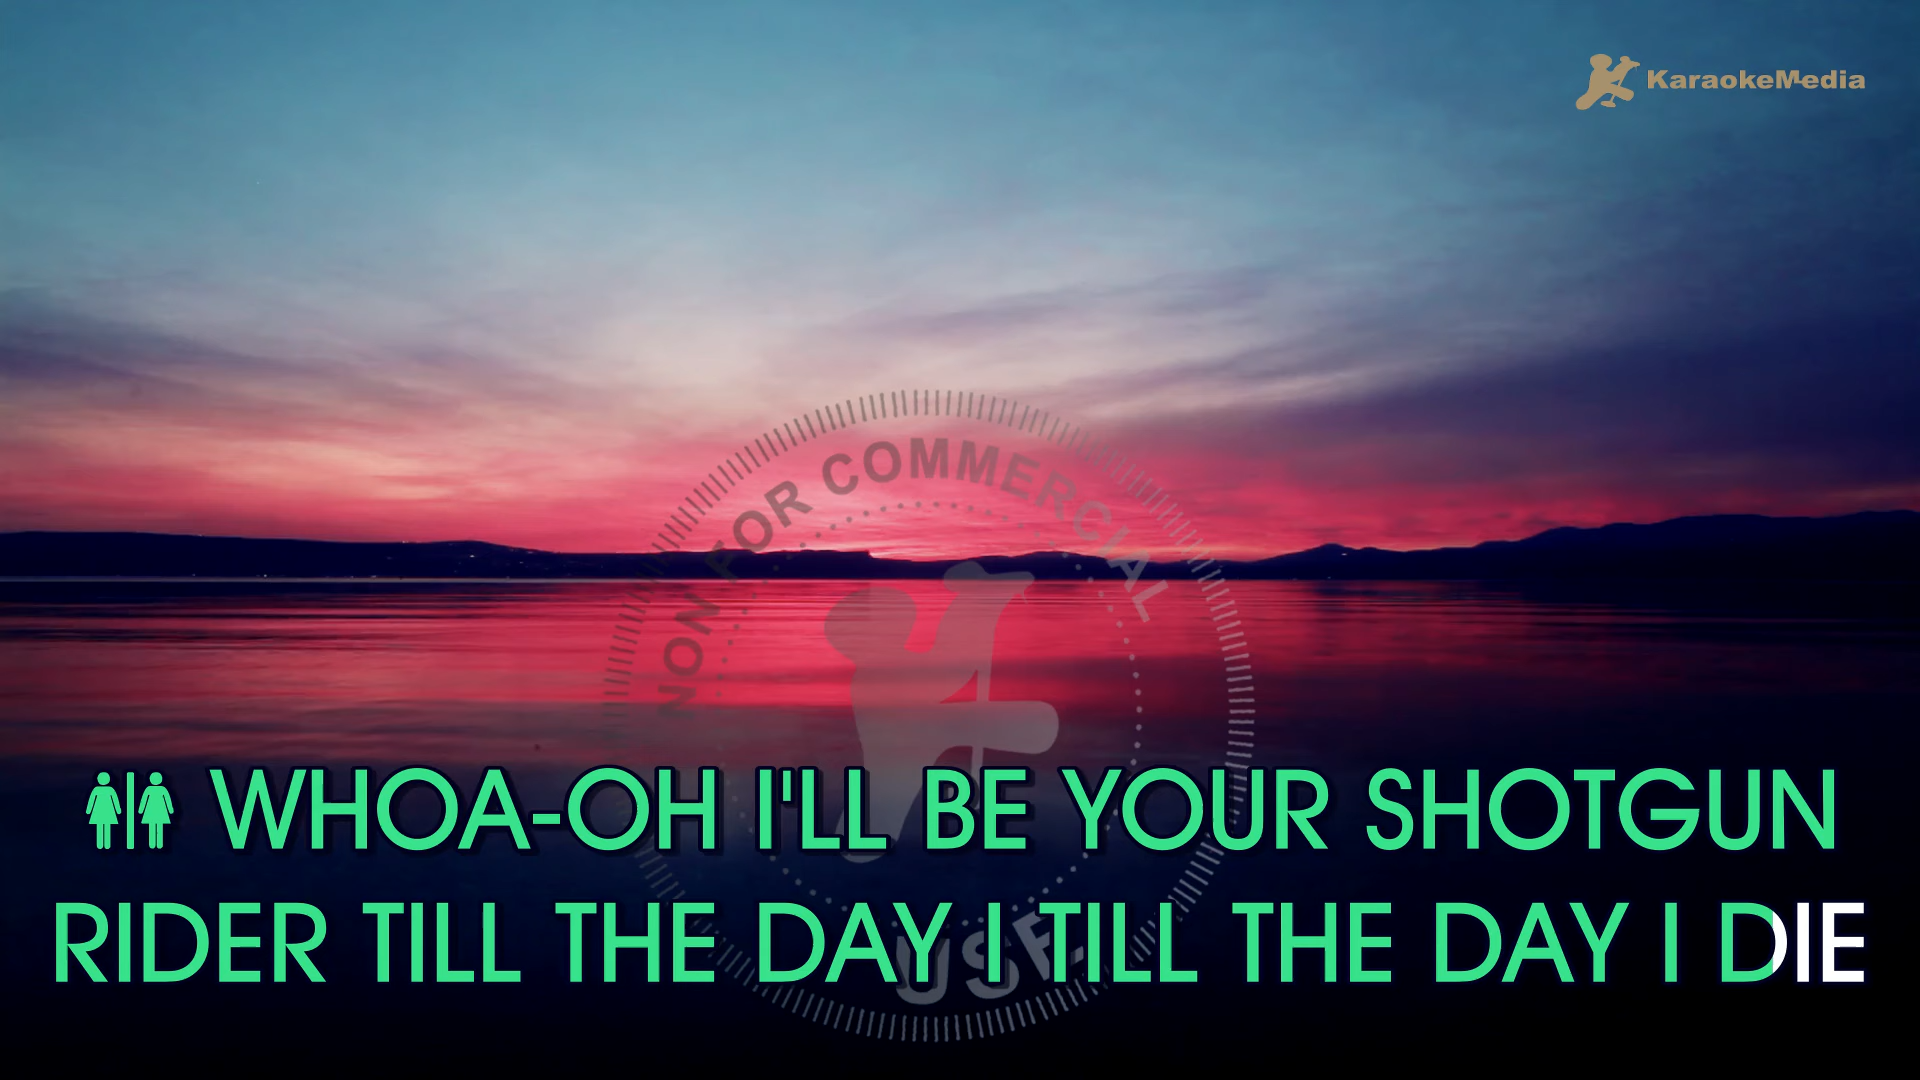 KaraokeMedia
NON FOR COMMERCIAL
USE
WHOA-OH I'LL BE YOUR SHOTGUN
RIDER TILL THE DAY I TILL THE DAY I DIE